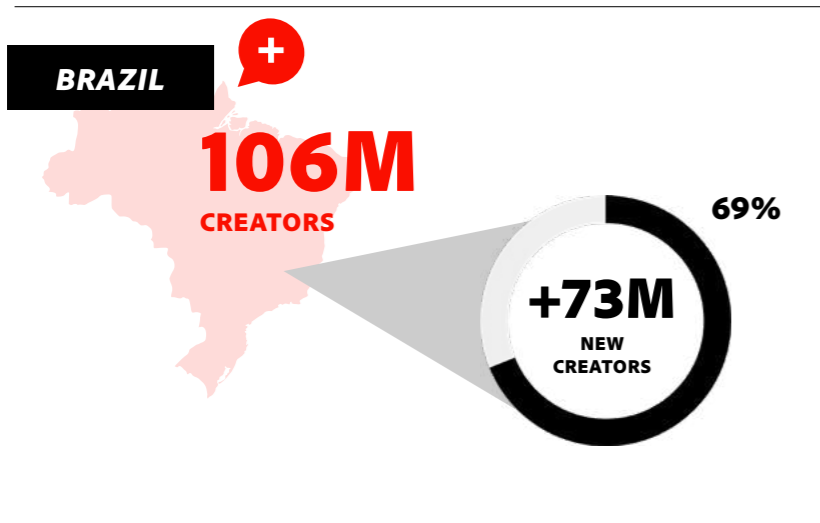 BRAZIL
+
106M
CREATORS
69%
+73M
NEW
CREATORS